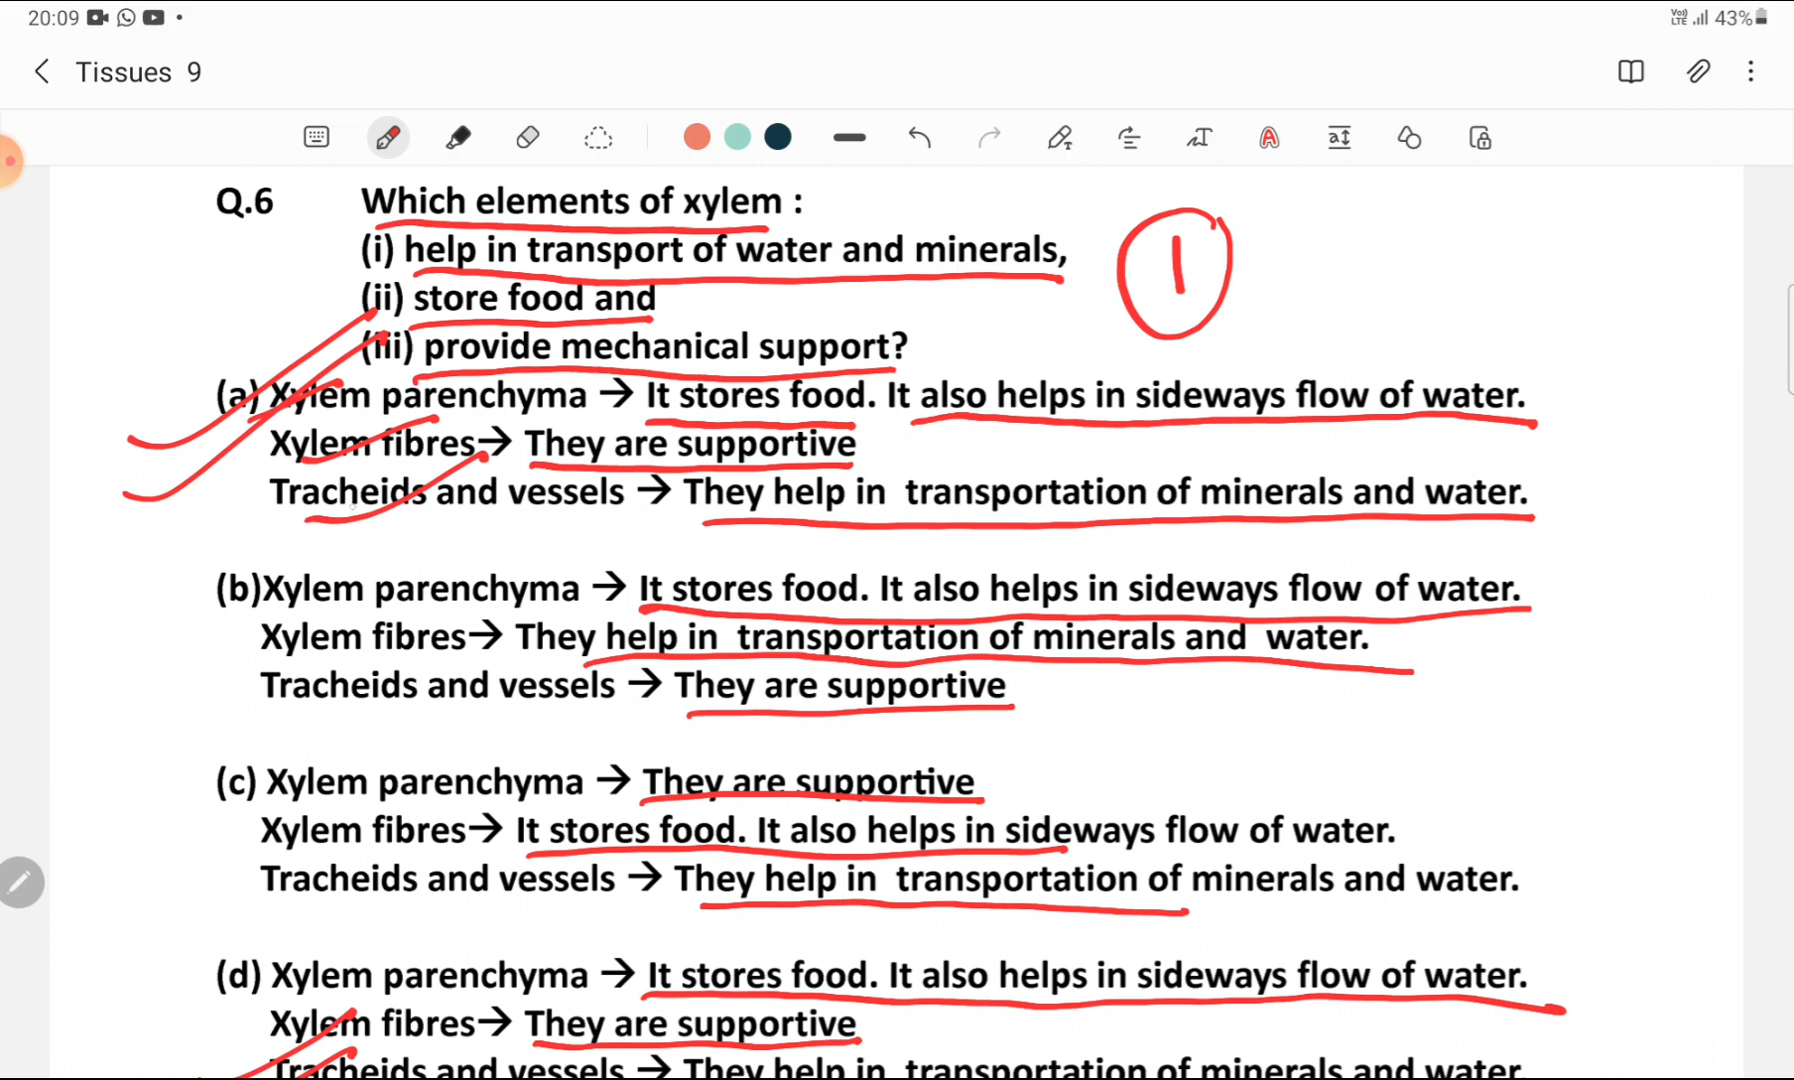 20:09
Vo)) LTE 43%
Tissues 9
Q.6 Which elements of xylem :
(i) help in transport of water and minerals,
(ii) store food and
(iii) provide mechanical support?
1
(a) Xylem parenchyma → It stores food. It also helps in sideways flow of water.
Xylem fibres→ They are supportive
Tracheids and vessels → They help in transportation of minerals and water.
(b)Xylem parenchyma → It stores food. It also helps in sideways flow of water.
Xylem fibres→ They help in transportation of minerals and water.
Tracheids and vessels → They are supportive
(c) Xylem parenchyma → They are supportive
Xylem fibres→ It stores food. It also helps in sideways flow of water.
Tracheids and vessels → They help in transportation of minerals and water.
(d) Xylem parenchyma → It stores food. It also helps in sideways flow of water.
Xylem fibres→ They are supportive
Tracheids and vessels → They help in transportation of minerals and water